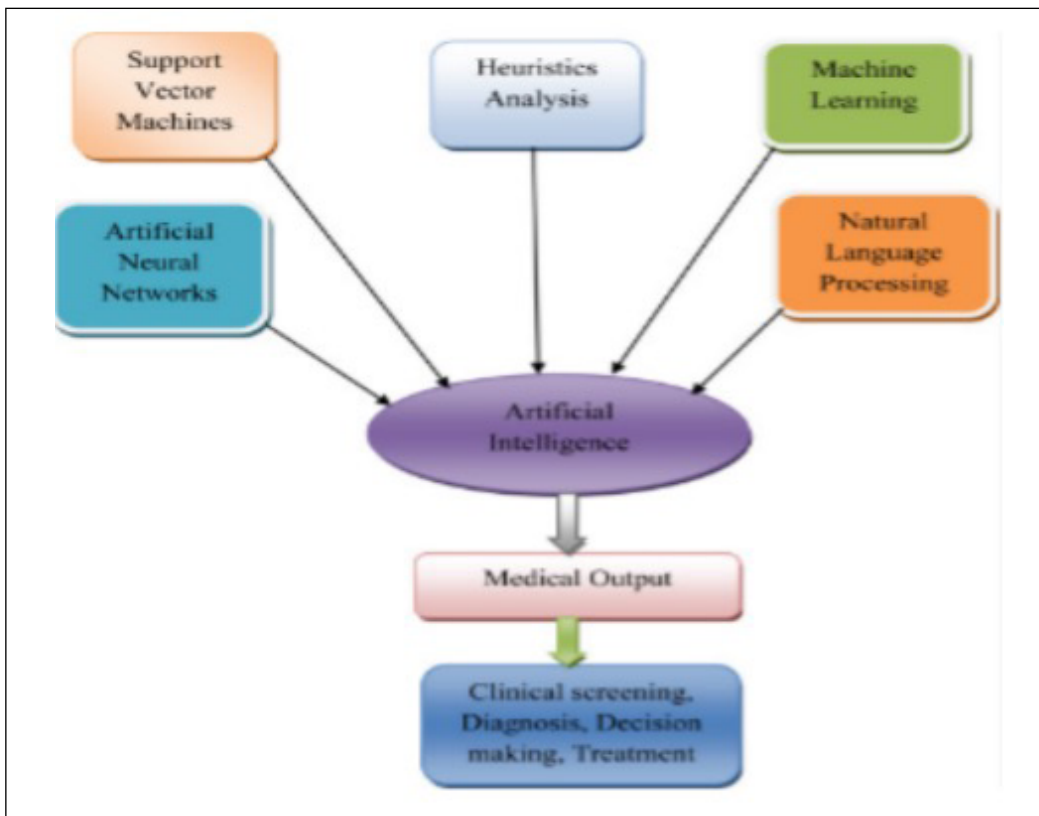 Support
Vector
Machines
Heuristics
Analysis
Machine
Learning
Artificial
Neural
Networks
Natural
Language
Processing
Artificial
Intelligence
Medical Output
Clinical screening,
Diagnosis, Decision
making, Treatment